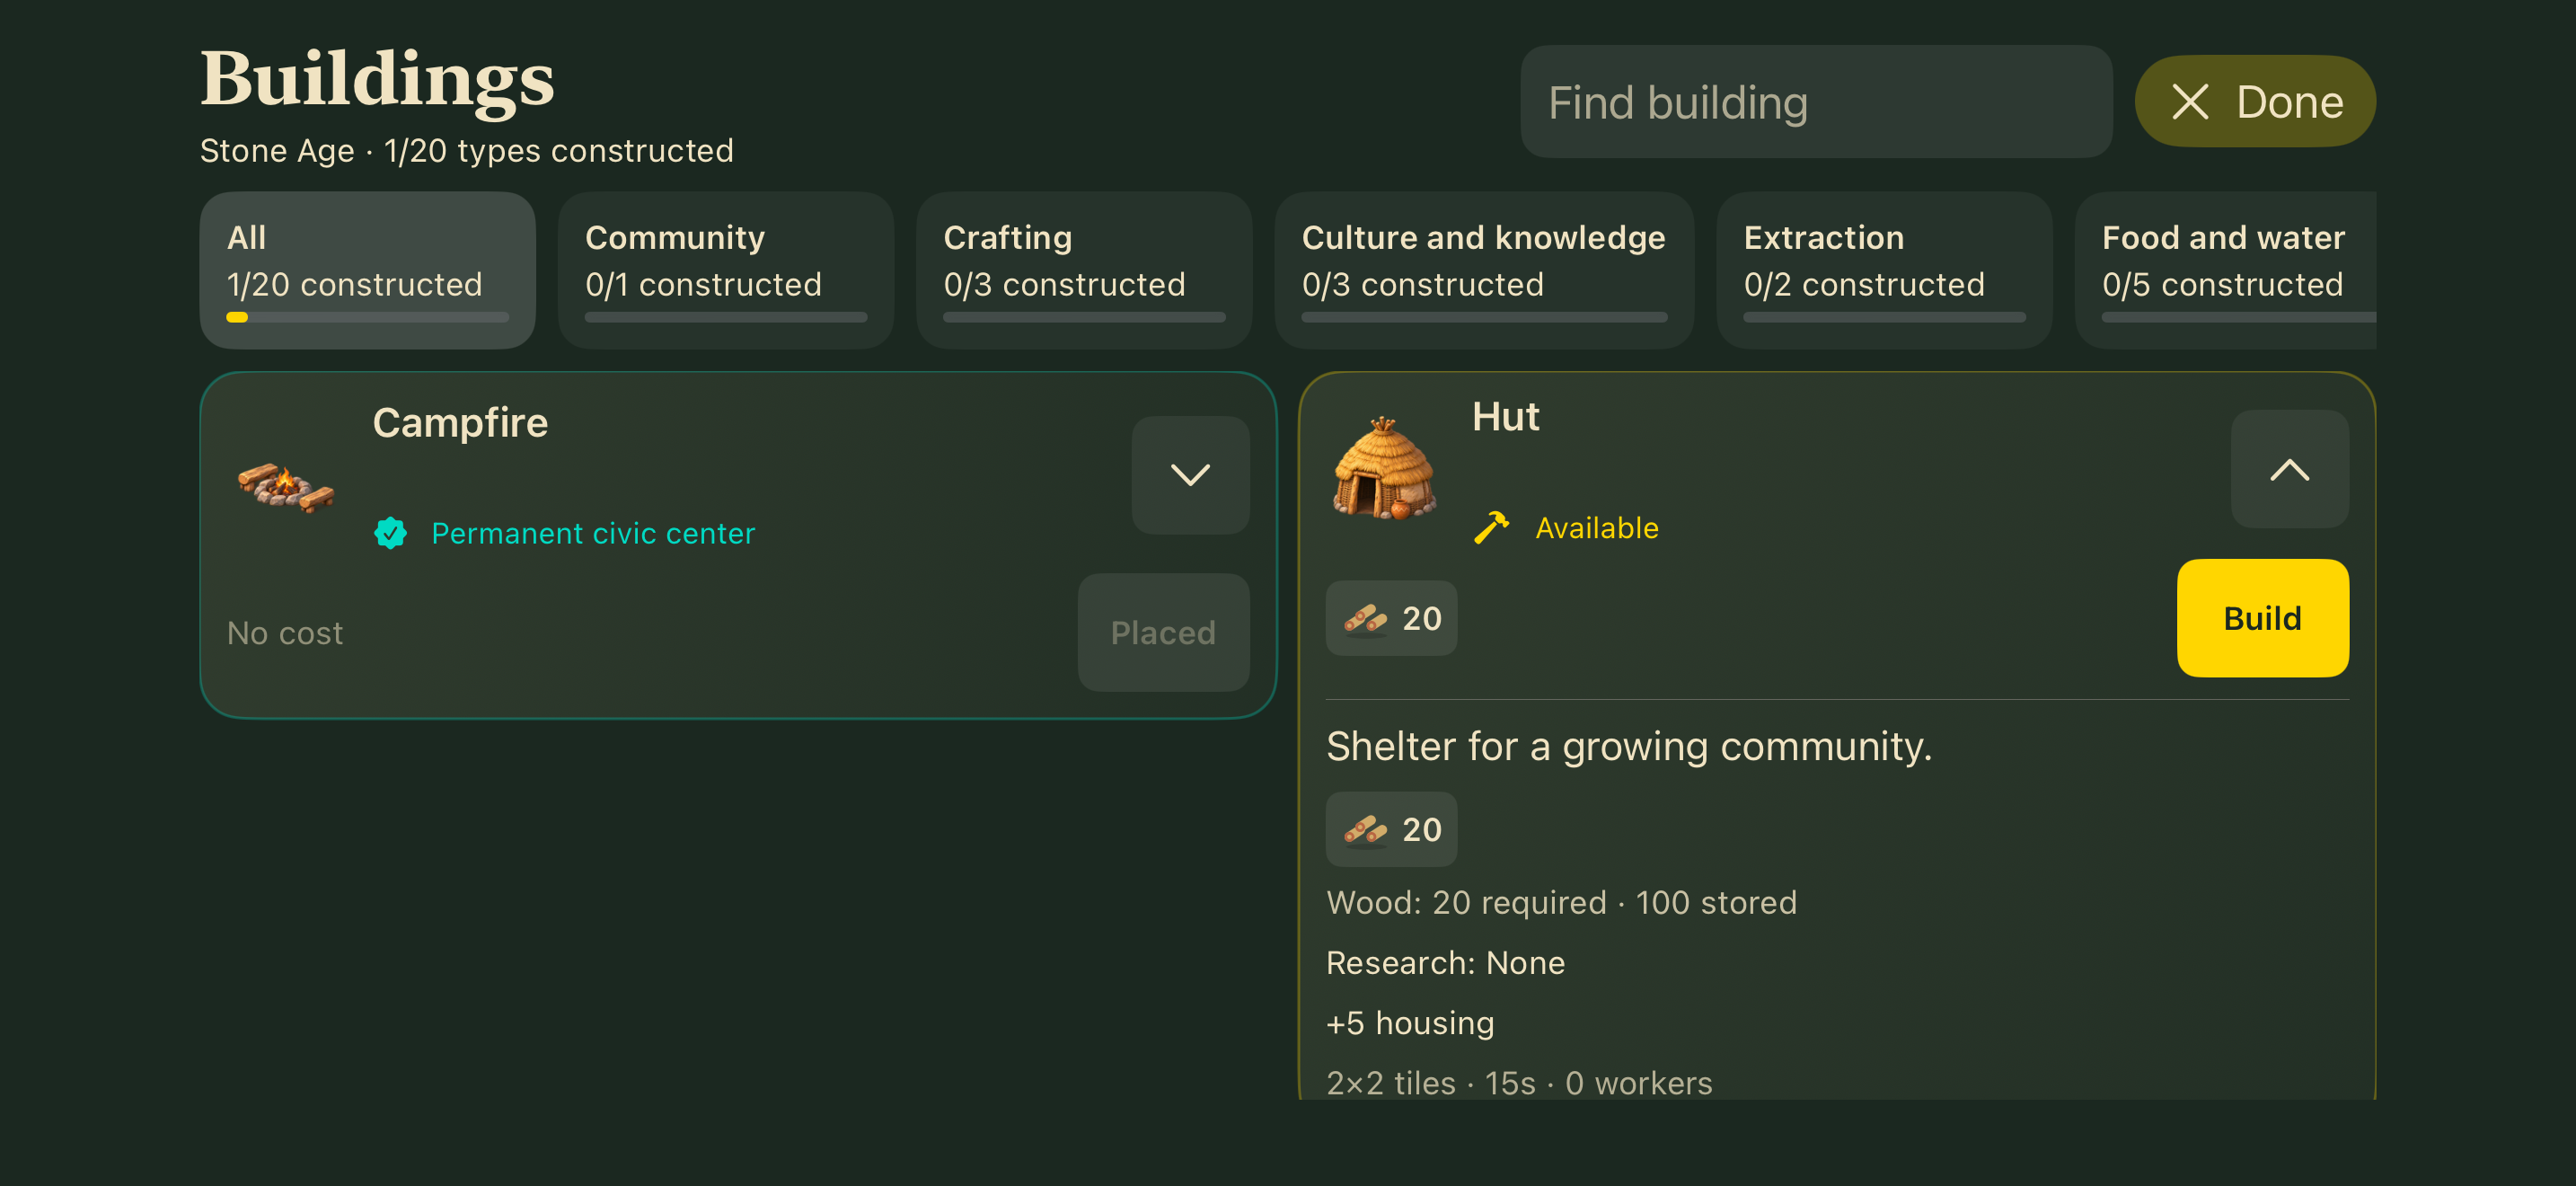 Buildings
Stone Age · 1/20 types constructed
Find building
Done
All
1/20 constructed
Community
0/1 constructed
Crafting
0/3 constructed
Culture and knowledge
0/3 constructed
Extraction
0/2 constructed
Food and water
0/5 constructed
Campfire
Permanent civic center
No cost
Placed
Hut
Available
20
Build
Shelter for a growing community.
20
Wood: 20 required · 100 stored
Research: None
+5 housing
2×2 tiles · 15s · 0 workers